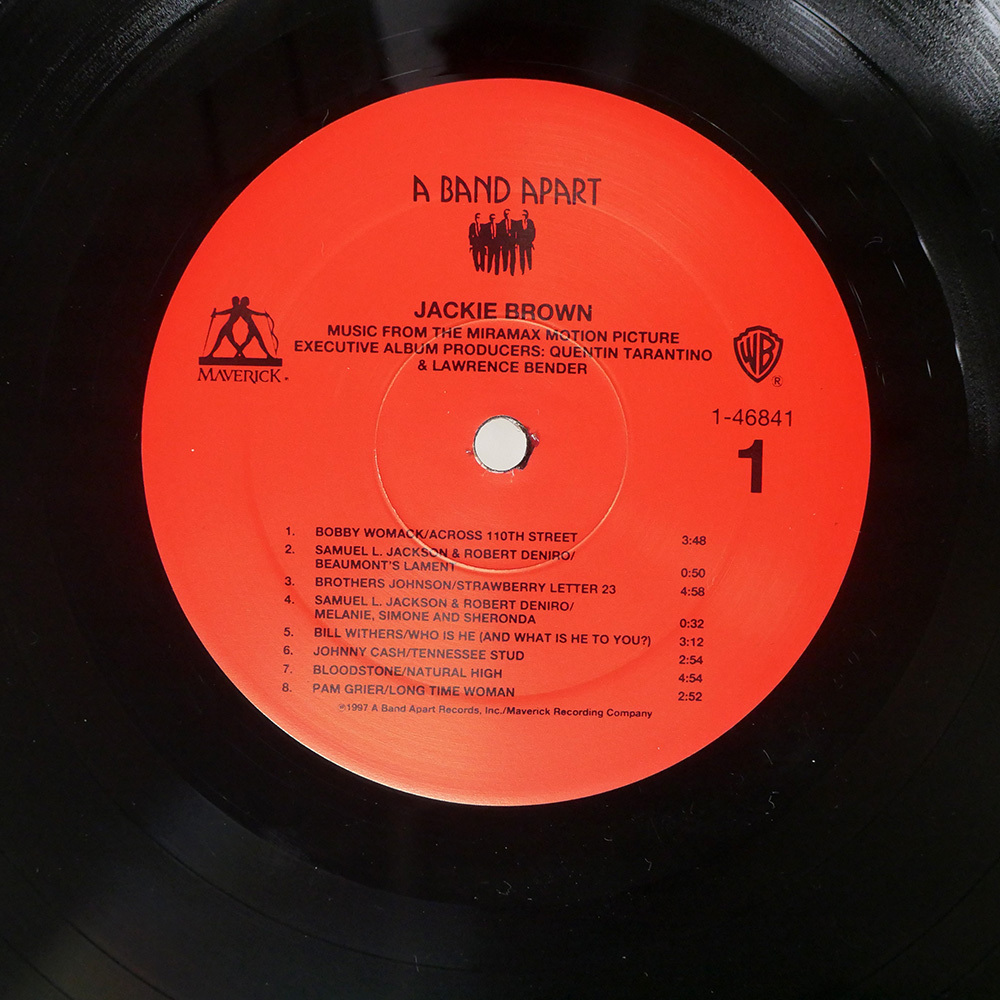 A BAND APART
JACKIE BROWN
MUSIC FROM THE MIRAMAX MOTION PICTURE
EXECUTIVE ALBUM PRODUCERS: QUENTIN TARANTINO
& LAWRENCE BENDER
MAVERICK
WB
®
1-46841
1
1. BOBBY WOMACK/ACROSS 110TH STREET 3:48
2. SAMUEL L. JACKSON & ROBERT DENIRO/
BEAUMONT'S LAMENT 0:50
3. BROTHERS JOHNSON/STRAWBERRY LETTER 23 4:58
4. SAMUEL L. JACKSON & ROBERT DENIRO/
MELANIE, SIMONE AND SHERONDA 0:32
5. BILL WITHERS/WHO IS HE (AND WHAT IS HE TO YOU?) 3:12
6. JOHNNY CASH/TENNESSEE STUD 2:54
7. BLOODSTONE/NATURAL HIGH 4:54
8. PAM GRIER/LONG TIME WOMAN 2:52
℗1997 A Band Apart Records, Inc./Maverick Recording Company